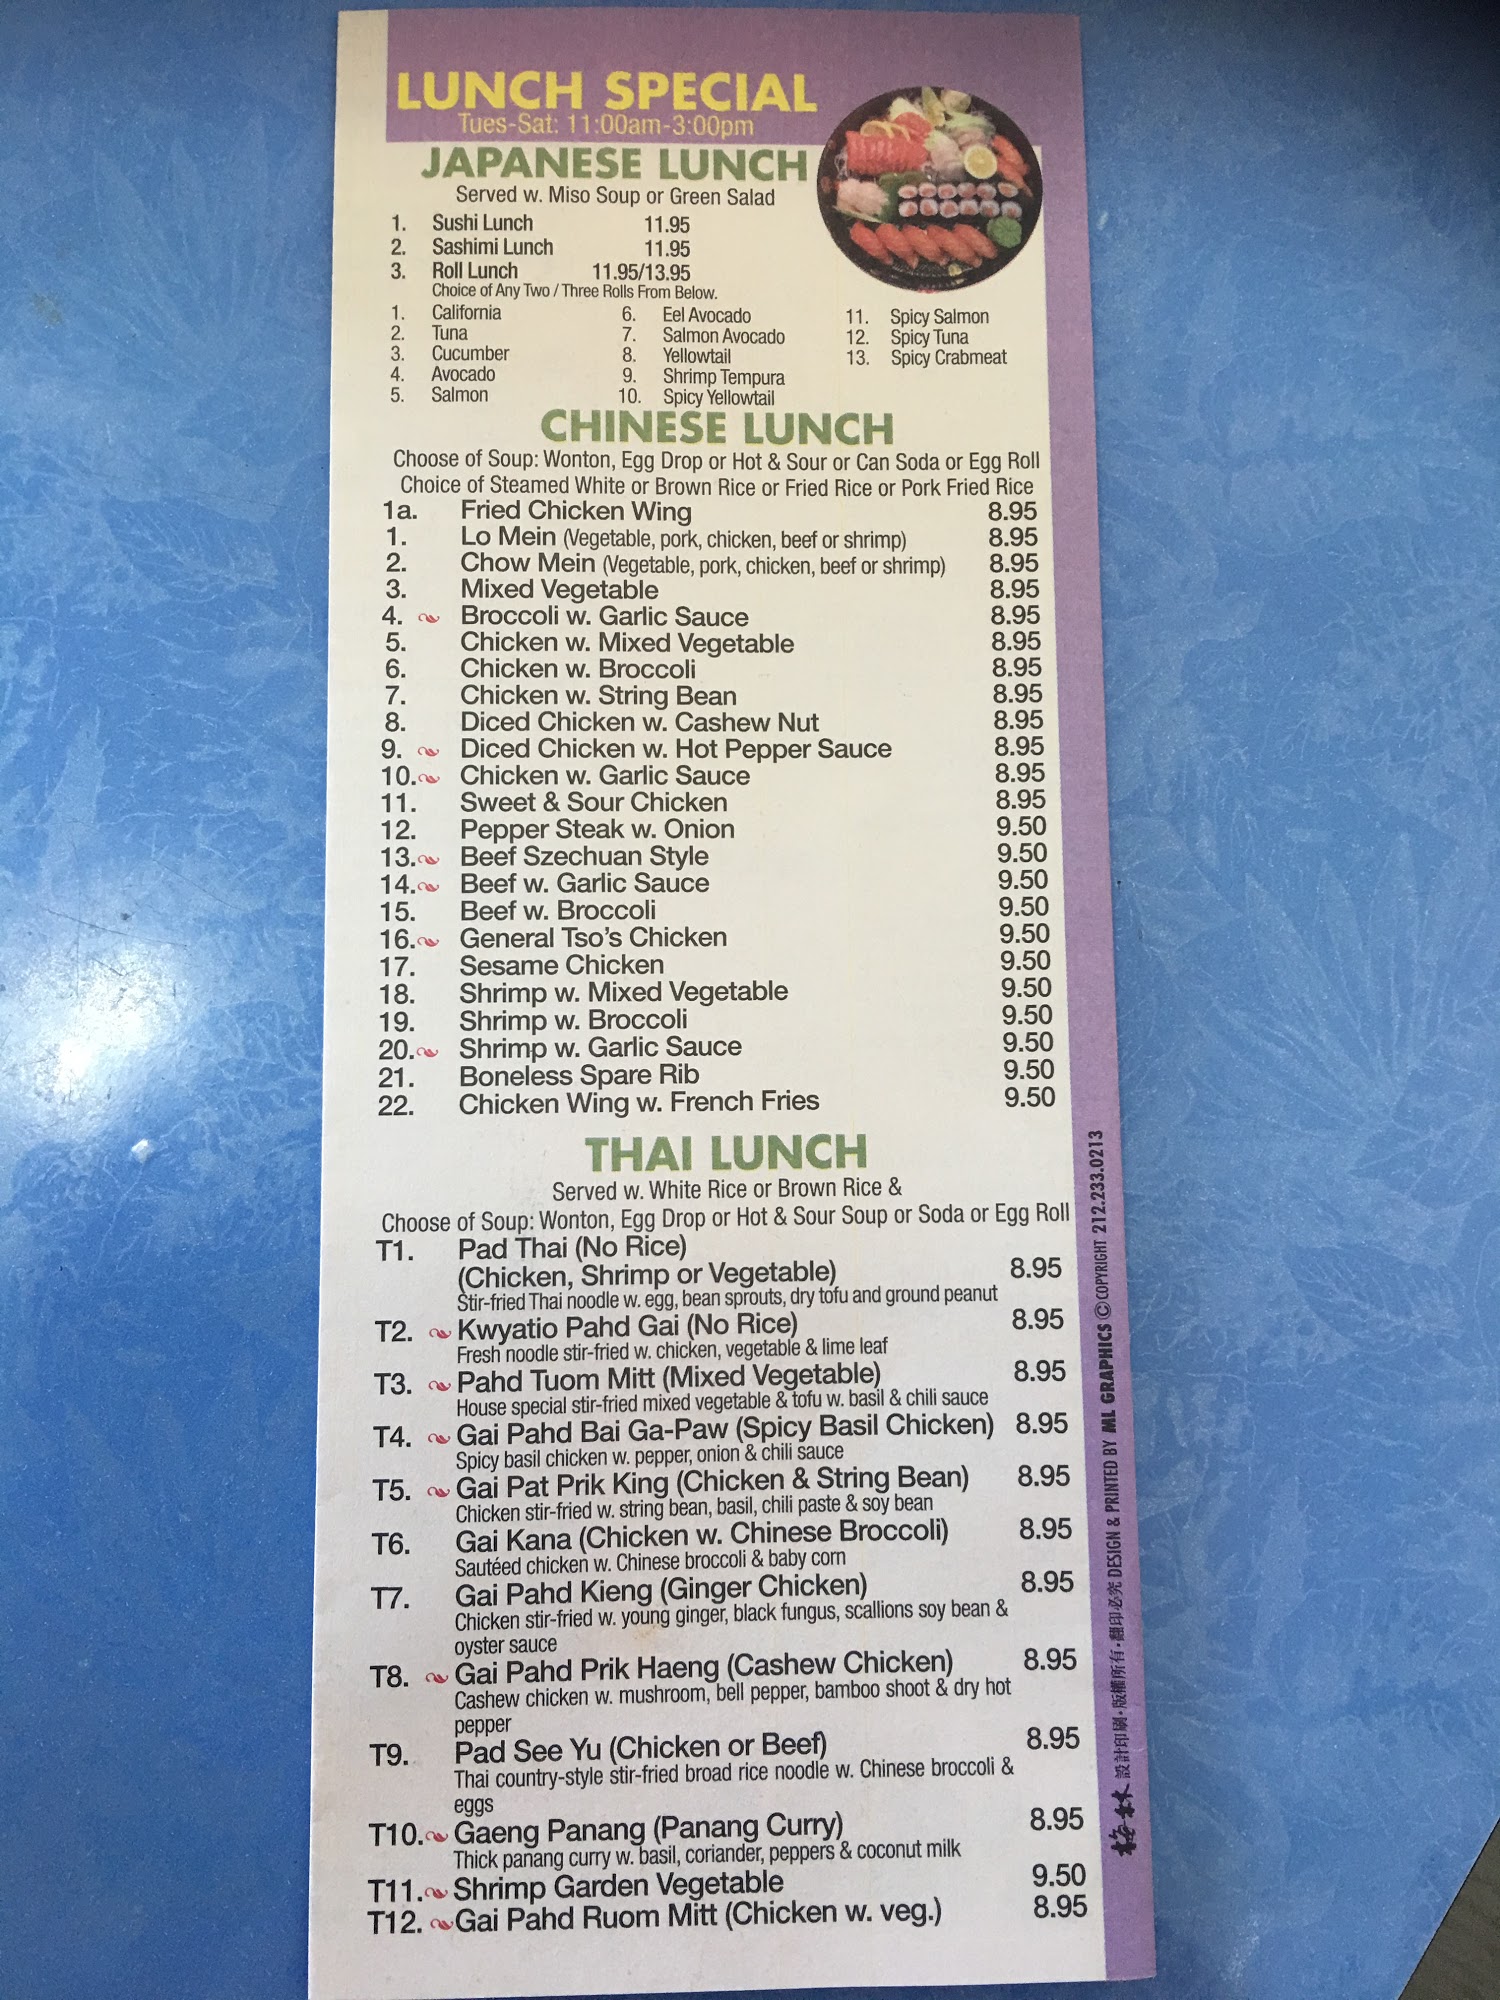 LUNCH SPECIAL
Tues-Sat: 11:00am-3:00pm
JAPANESE LUNCH
Served w. Miso Soup or Green Salad
1. Sushi Lunch 11.95
2. Sashimi Lunch 11.95
3. Roll Lunch 11.95/13.95
Choice of Any Two / Three Rolls From Below.
1. California
2. Tuna
3. Cucumber
4. Avocado
5. Salmon
6. Eel Avocado
7. Salmon Avocado
8. Yellowtail
9. Shrimp Tempura
10. Spicy Yellowtail
11. Spicy Salmon
12. Spicy Tuna
13. Spicy Crabmeat
CHINESE LUNCH
Choose of Soup: Wonton, Egg Drop or Hot & Sour or Can Soda or Egg Roll
Choice of Steamed White or Brown Rice or Fried Rice or Pork Fried Rice
1a. Fried Chicken Wing 8.95
1. Lo Mein (Vegetable, pork, chicken, beef or shrimp) 8.95
2. Chow Mein (Vegetable, pork, chicken, beef or shrimp) 8.95
3. Mixed Vegetable 8.95
4. Broccoli w. Garlic Sauce 8.95
5. Chicken w. Mixed Vegetable 8.95
6. Chicken w. Broccoli 8.95
7. Chicken w. String Bean 8.95
8. Diced Chicken w. Cashew Nut 8.95
9. Diced Chicken w. Hot Pepper Sauce 8.95
10. Chicken w. Garlic Sauce 8.95
11. Sweet & Sour Chicken 8.95
12. Pepper Steak w. Onion 9.50
13. Beef Szechuan Style 9.50
14. Beef w. Garlic Sauce 9.50
15. Beef w. Broccoli 9.50
16. General Tso's Chicken 9.50
17. Sesame Chicken 9.50
18. Shrimp w. Mixed Vegetable 9.50
19. Shrimp w. Broccoli 9.50
20. Shrimp w. Garlic Sauce 9.50
21. Boneless Spare Rib 9.50
22. Chicken Wing w. French Fries 9.50
THAI LUNCH
Served w. White Rice or Brown Rice &
Choose of Soup: Wonton, Egg Drop or Hot & Sour Soup or Soda or Egg Roll
T1. Pad Thai (No Rice)
(Chicken, Shrimp or Vegetable) 8.95
Stir-fried Thai noodle w. egg, bean sprouts, dry tofu and ground peanut
T2. Kwyatio Pahd Gai (No Rice) 8.95
Fresh noodle stir-fried w. chicken, vegetable & lime leaf
T3. Pahd Tuom Mitt (Mixed Vegetable) 8.95
House special stir-fried mixed vegetable & tofu w. basil & chili sauce
T4. Gai Pahd Bai Ga-Paw (Spicy Basil Chicken) 8.95
Spicy basil chicken w. pepper, onion & chili sauce
T5. Gai Pat Prik King (Chicken & String Bean) 8.95
Chicken stir-fried w. string bean, basil, chili paste & soy bean
T6. Gai Kana (Chicken w. Chinese Broccoli) 8.95
Sautéed chicken w. Chinese broccoli & baby corn
T7. Gai Pahd Kieng (Ginger Chicken) 8.95
Chicken stir-fried w. young ginger, black fungus, scallions soy bean &
oyster sauce
T8. Gai Pahd Prik Haeng (Cashew Chicken) 8.95
Cashew chicken w. mushroom, bell pepper, bamboo shoot & dry hot
pepper
T9. Pad See Yu (Chicken or Beef) 8.95
Thai country-style stir-fried broad rice noodle w. Chinese broccoli &
eggs
T10. Gaeng Panang (Panang Curry) 8.95
Thick panang curry w. basil, coriander, peppers & coconut milk
T11. Shrimp Garden Vegetable 9.50
T12. Gai Pahd Ruom Mitt (Chicken w. veg.) 8.95
梅林 設計印刷・版權所有・翻印必究 DESIGN & PRINTED BY ML GRAPHICS © COPYRIGHT 212.233.0213